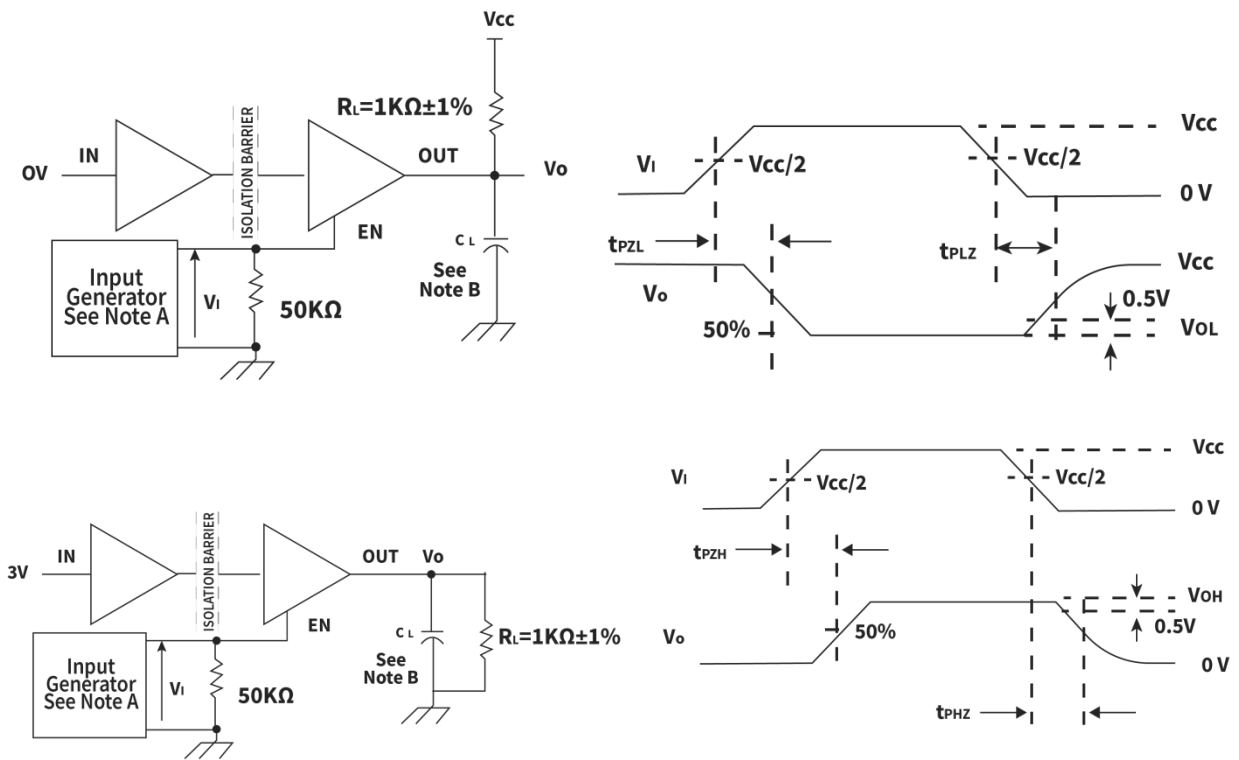 Vcc
RL=1KΩ±1%
ISOLATION BARRIER
IN
OUT
0V
Vo
EN
CL
See
Note B
Input
Generator
See Note A
VI
50KΩ
Vcc
VI
Vcc/2
Vcc/2
0 V
tPZL
tPLZ
Vcc
Vo
0.5V
50%
VOL
ISOLATION BARRIER
IN
OUT
Vo
3V
EN
CL
RL=1KΩ±1%
See
Note B
Input
Generator
See Note A
VI
50KΩ
Vcc
VI
Vcc/2
Vcc/2
0 V
tPZH
VOH
0.5V
Vo
50%
0 V
tPHZ